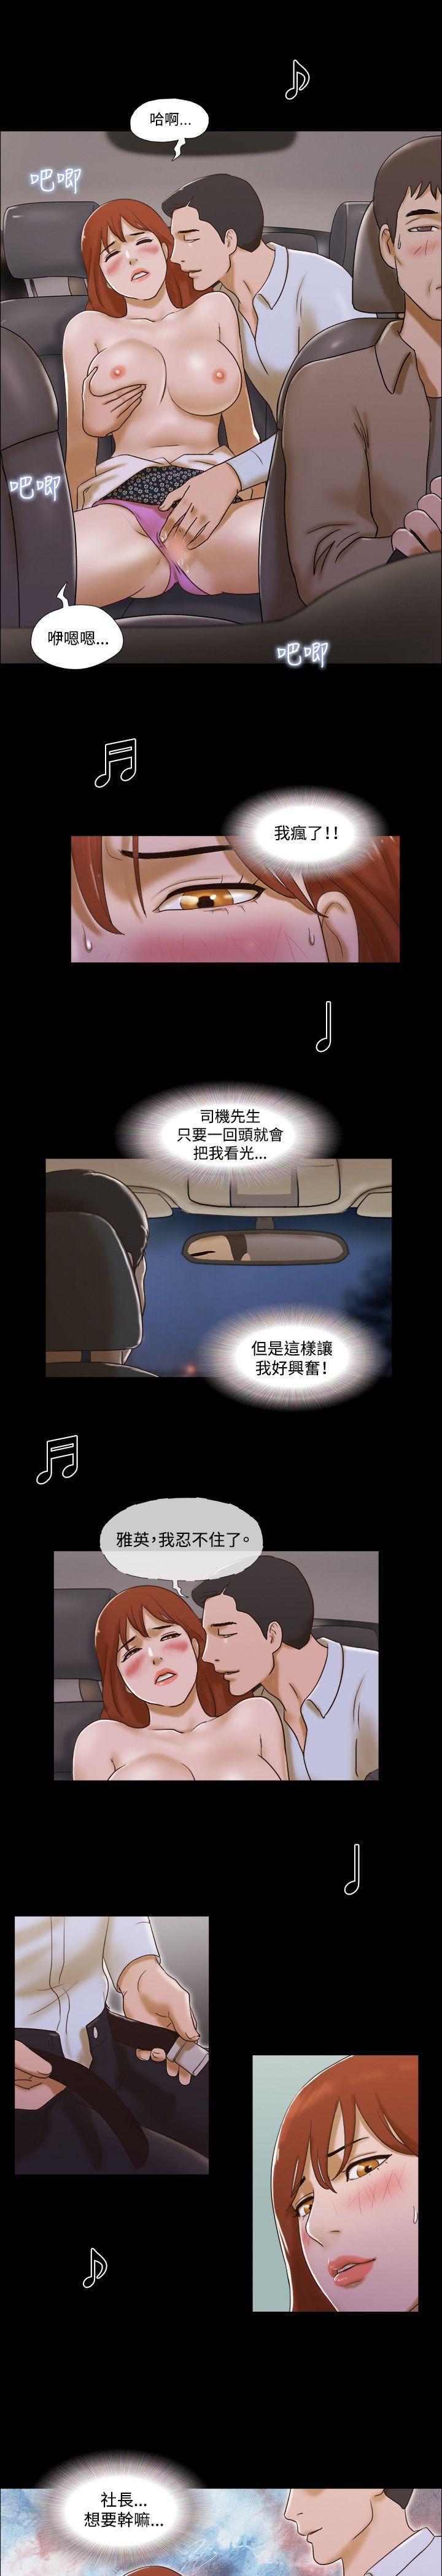 哈啊...
吧唧
吧唧
咿嗯嗯...
吧唧
我瘋了!!
司機先生
只要一回頭就會
把我看光...
但是這樣讓
我好興奮!
雅英,我忍不住了。
社長...
想要幹嘛...